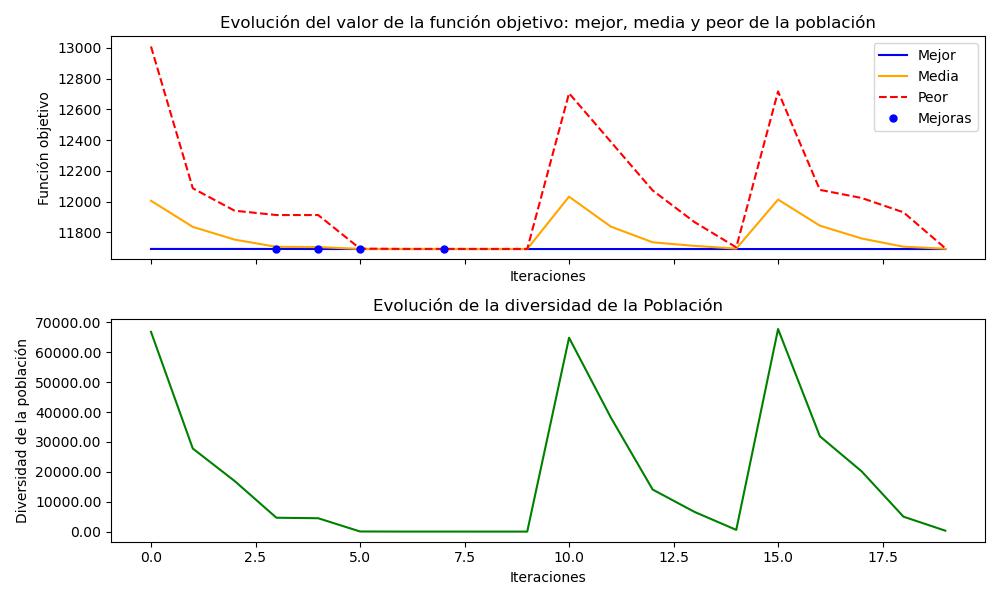 Evolución del valor de la función objetivo: mejor, media y peor de la población
13000
12800
12600
12400
12200
12000
11800
Función objetivo
Mejor
Media
Peor
Mejoras
Iteraciones
Evolución de la diversidad de la Población
70000.00
60000.00
50000.00
40000.00
30000.00
20000.00
10000.00
0.00
Diversidad de la población
0.0 2.5 5.0 7.5 10.0 12.5 15.0 17.5
Iteraciones